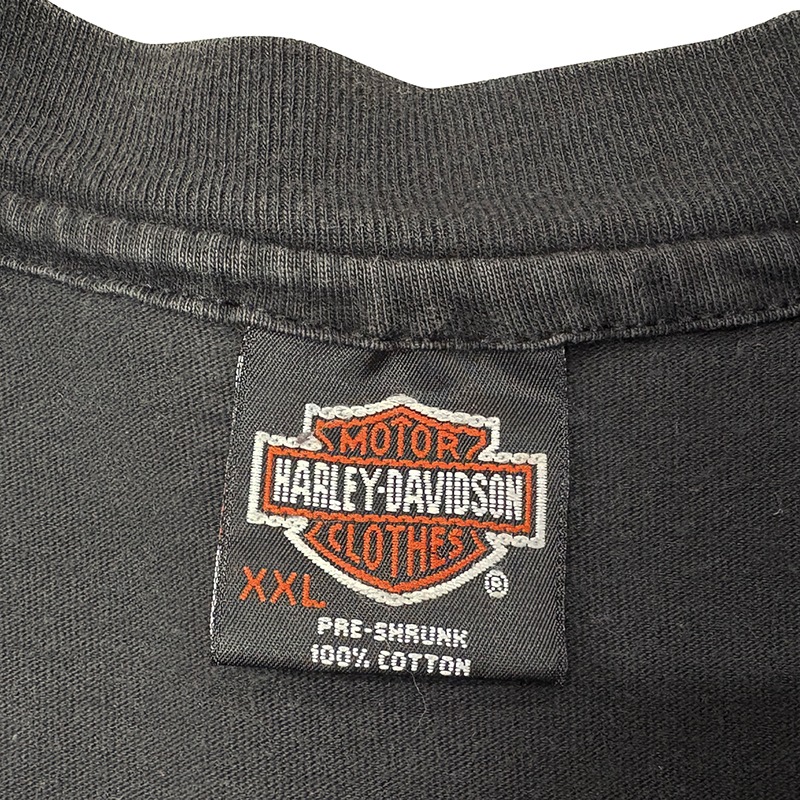 MOTOR
HARLEY-DAVIDSON
CLOTHES
XXL ®
PRE-SHRUNK
100% COTTON